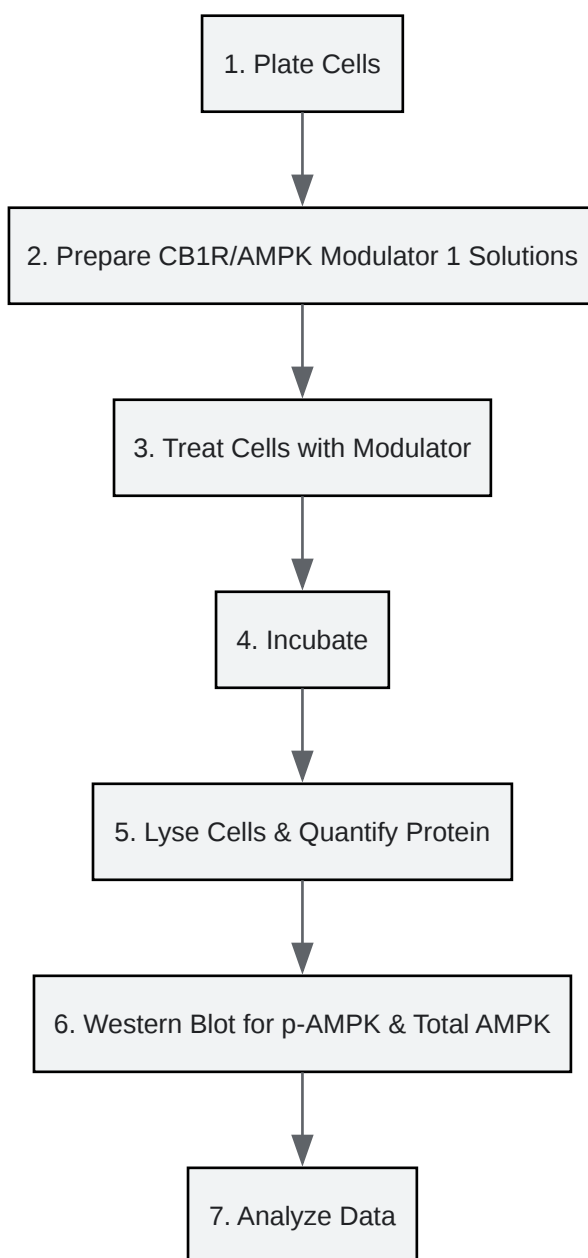 1. Plate Cells
2. Prepare CB1R/AMPK Modulator 1 Solutions
3. Treat Cells with Modulator
4. Incubate
5. Lyse Cells & Quantify Protein
6. Western Blot for p-AMPK & Total AMPK
7. Analyze Data